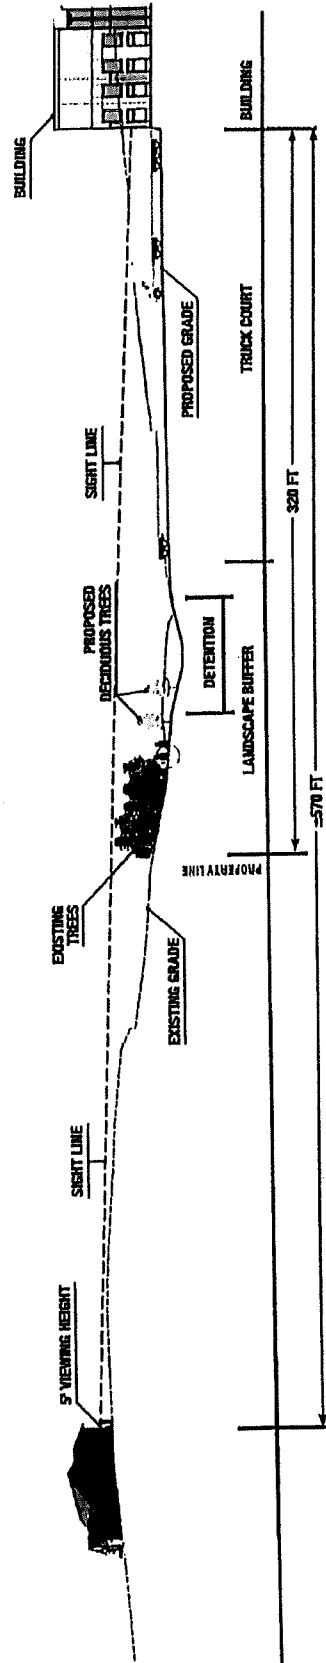 5' VIEWING HEIGHT
SIGHT LINE
EXISTING
TREES
EXISTING GRADE
PROPOSED
DECIDUOUS TREES
SIGHT LINE
PROPOSED GRADE
BUILDING
DETENTION
PROPERTY LINE
LANDSCAPE BUFFER
TRUCK COURT
BUILDING
320 FT
±570 FT